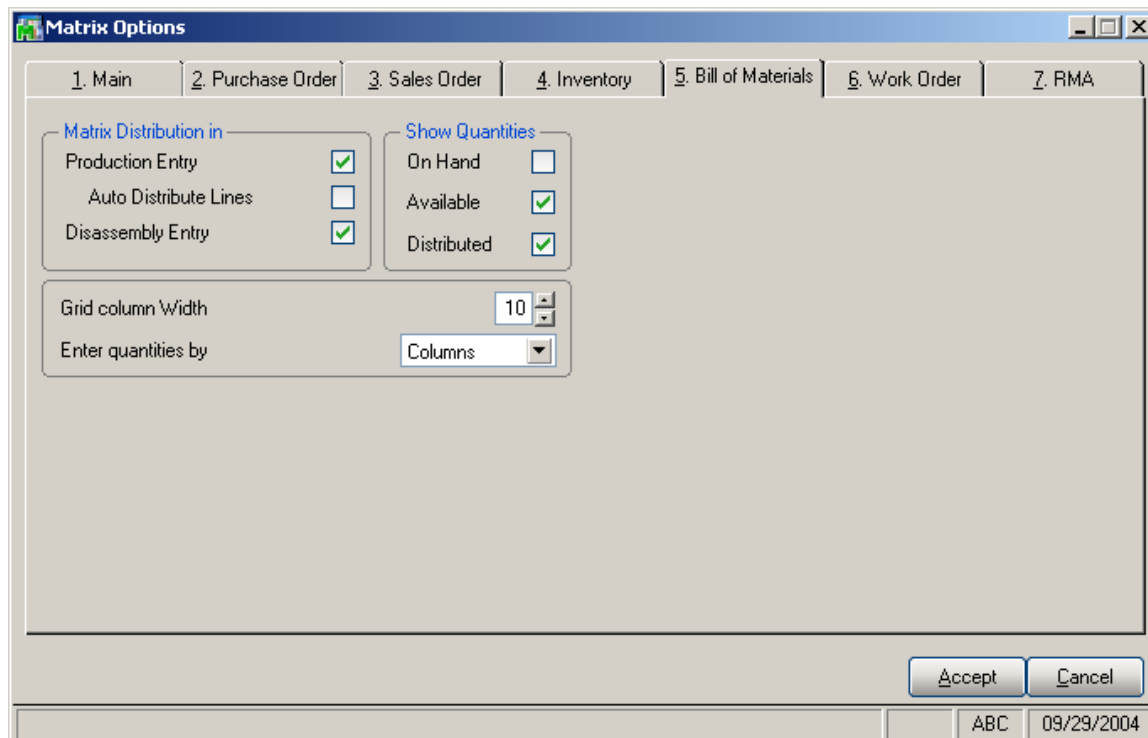 Matrix Options
1. Main 2. Purchase Order 3. Sales Order 4. Inventory 5. Bill of Materials 6. Work Order 7. RMA
Matrix Distribution in
Production Entry
Auto Distribute Lines
Disassembly Entry
Show Quantities
On Hand
Available
Distributed
Grid column Width 10
Enter quantities by Columns
Accept Cancel
ABC 09/29/2004